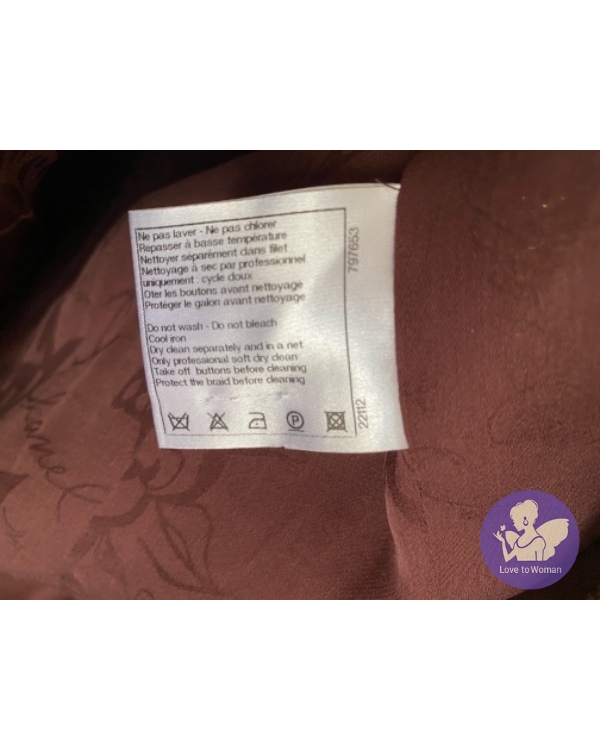 Ne pas laver - Ne pas chlorer
Repasser à basse température
Nettoyer séparément dans filet
Nettoyage à sec par professionnel
uniquement : cycle doux
Oter les boutons avant nettoyage
Protéger le galon avant nettoyage
Do not wash - Do not bleach
Cool iron
Dry clean separately and in a net
Only professional soft dry clean
Take off buttons before cleaning
Protect the braid before cleaning
P
797653
22112
Chanel
Love to Woman